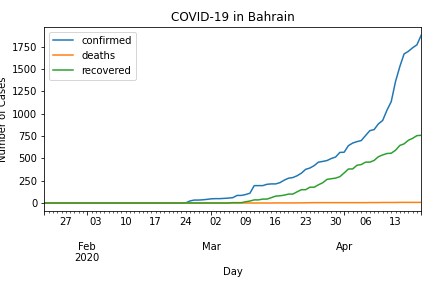 COVID-19 in Bahrain
confirmed
deaths
recovered
Number of Cases
1750
1500
1250
1000
750
500
250
0
27 03 10 17 24 02 09 16 23 30 06 13
Feb Mar Apr
2020
Day